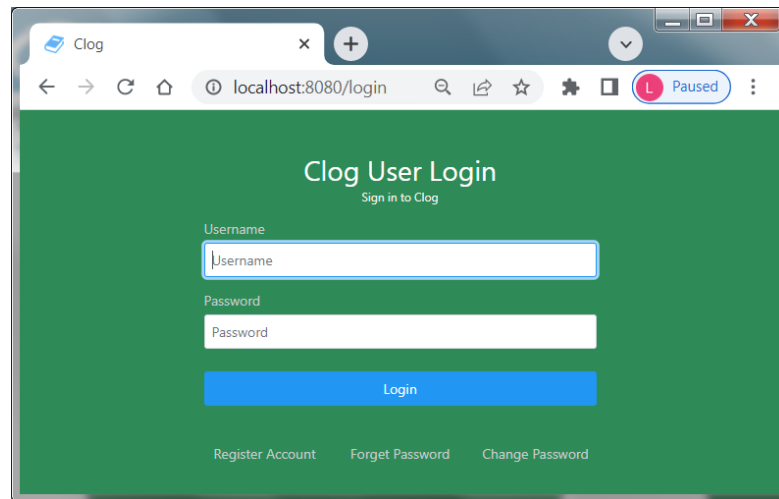 Clog
localhost:8080/login
L Paused
Clog User Login
Sign in to Clog
Username
Username
Password
Password
Login
Register Account Forget Password Change Password